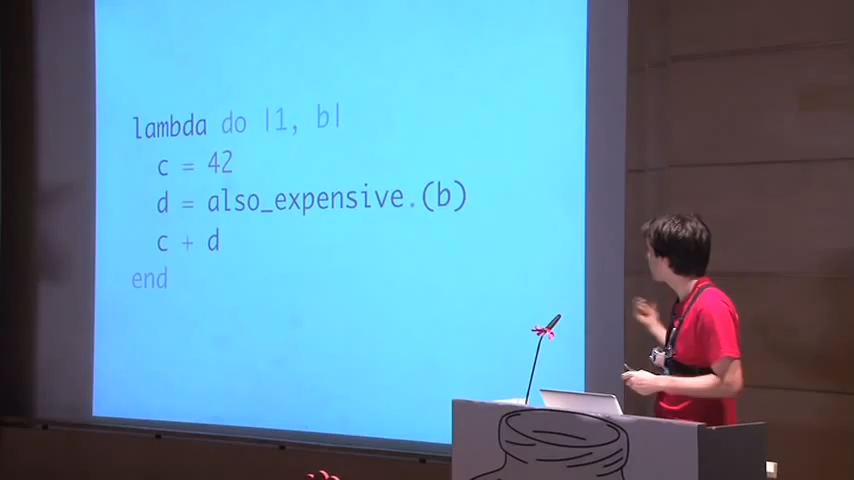 lambda do |1, b|
c = 42
d = also_expensive.(b)
c + d
end